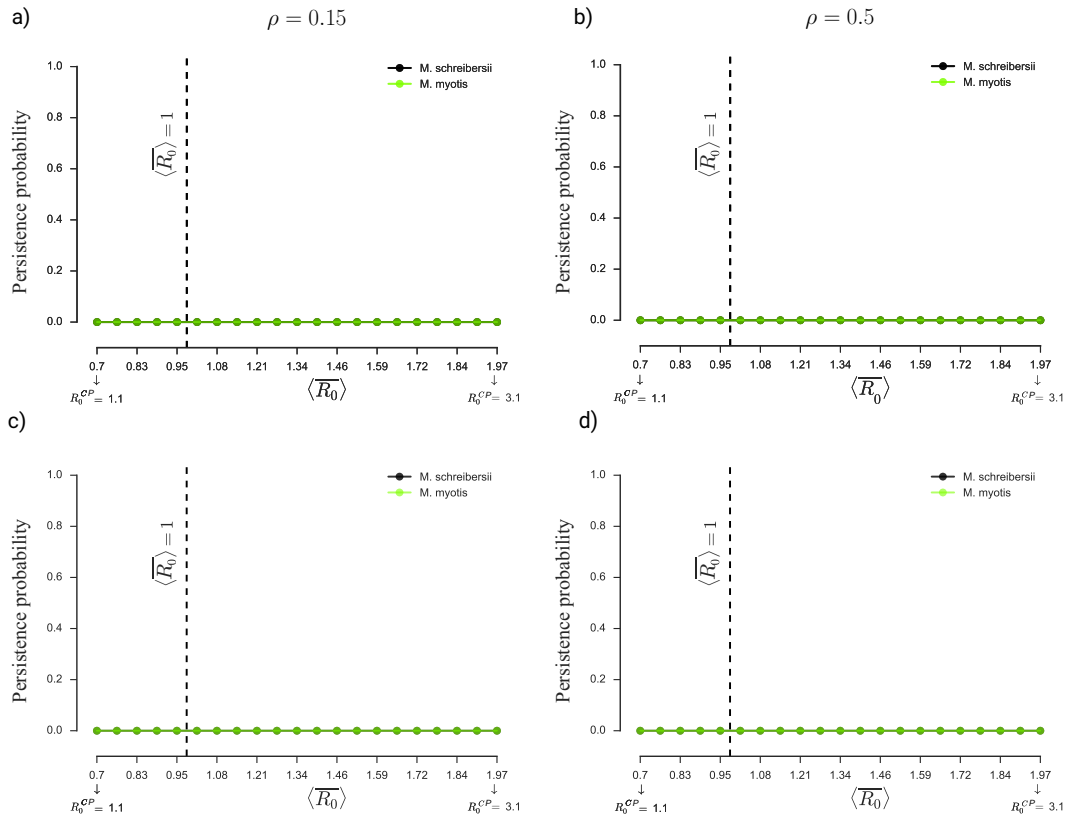 a)
ρ = 0.15
Persistence probability
1.0
0.8
0.6
0.4
0.2
0.0
⟨R̅₀⟩ = 1
M. schreibersii
M. myotis
0.7 0.83 0.95 1.08 1.21 1.34 1.46 1.59 1.72 1.84 1.97
↓ ⟨R̅₀⟩ ↓
R₀^CP = 1.1 R₀^CP = 3.1
b)
ρ = 0.5
Persistence probability
1.0
0.8
0.6
0.4
0.2
0.0
⟨R̅₀⟩ = 1
M. schreibersii
M. myotis
0.7 0.83 0.95 1.08 1.21 1.34 1.46 1.59 1.72 1.84 1.97
↓ ⟨R̅₀⟩ ↓
R₀^CP = 1.1 R₀^CP = 3.1
c)
Persistence probability
1.0
0.8
0.6
0.4
0.2
0.0
⟨R̅₀⟩ = 1
M. schreibersii
M. myotis
0.7 0.83 0.95 1.08 1.21 1.34 1.46 1.59 1.72 1.84 1.97
↓ ⟨R̅₀⟩ ↓
R₀^CP = 1.1 R₀^CP = 3.1
d)
Persistence probability
1.0
0.8
0.6
0.4
0.2
0.0
⟨R̅₀⟩ = 1
M. schreibersii
M. myotis
0.7 0.83 0.95 1.08 1.21 1.34 1.46 1.59 1.72 1.84 1.97
↓ ⟨R̅₀⟩ ↓
R₀^CP = 1.1 R₀^CP = 3.1